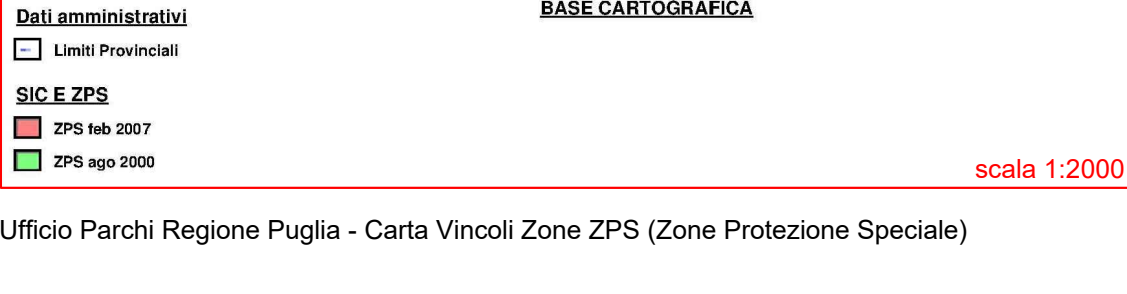 Dati amministrativi
BASE CARTOGRAFICA
Limiti Provinciali
SIC E ZPS
ZPS feb 2007
ZPS ago 2000
scala 1:2000
Ufficio Parchi Regione Puglia - Carta Vincoli Zone ZPS (Zone Protezione Speciale)